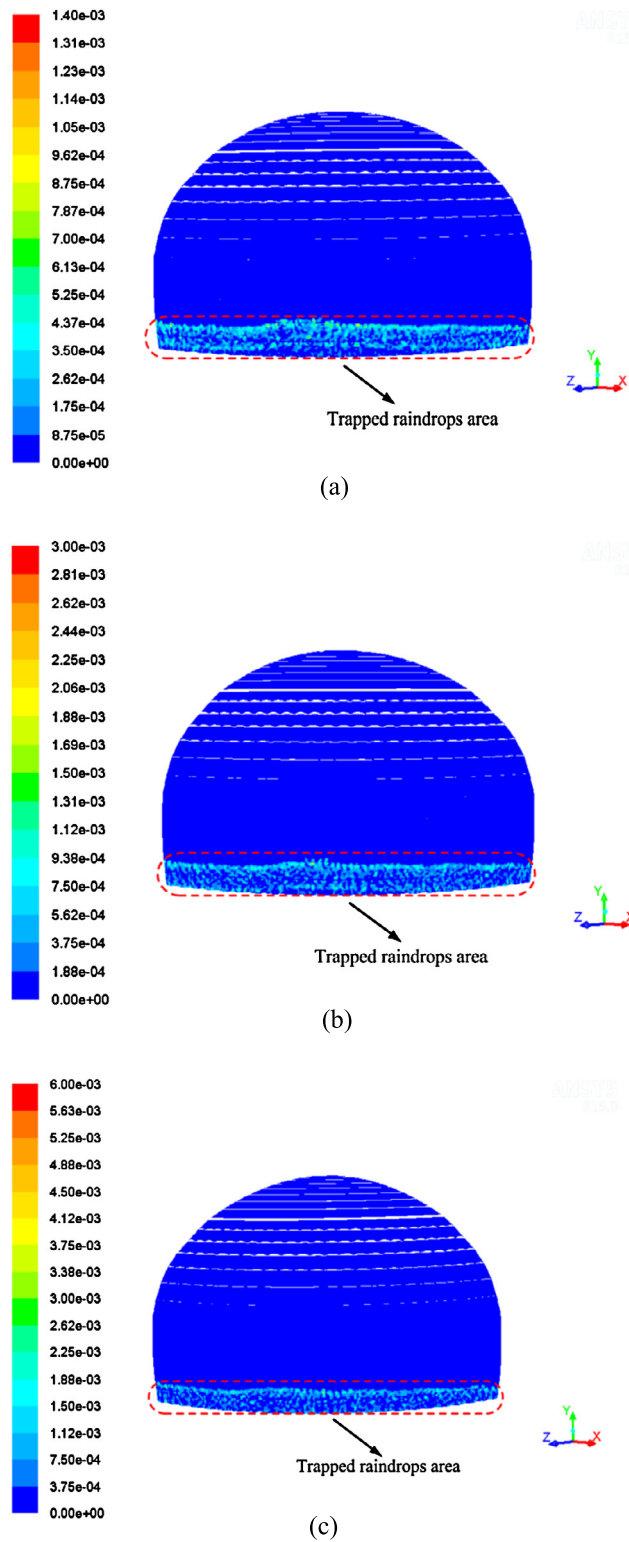 1.40e-03
1.31e-03
1.23e-03
1.14e-03
1.05e-03
9.62e-04
8.75e-04
7.87e-04
7.00e-04
6.13e-04
5.25e-04
4.37e-04
3.50e-04
2.62e-04
1.75e-04
8.75e-05
0.00e+00
Y
Z X
Trapped raindrops area
(a)
3.00e-03
2.81e-03
2.62e-03
2.44e-03
2.25e-03
2.06e-03
1.88e-03
1.69e-03
1.50e-03
1.31e-03
1.12e-03
9.38e-04
7.50e-04
5.62e-04
3.75e-04
1.88e-04
0.00e+00
Y
Z X
Trapped raindrops area
(b)
6.00e-03
5.63e-03
5.25e-03
4.88e-03
4.50e-03
4.12e-03
3.75e-03
3.38e-03
3.00e-03
2.62e-03
2.25e-03
1.88e-03
1.50e-03
1.12e-03
7.50e-04
3.75e-04
0.00e+00
Y
Z X
Trapped raindrops area
(c)